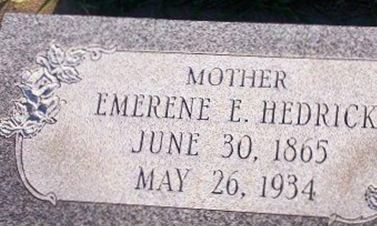 MOTHER
EMERENE E. HEDRICK
JUNE 30, 1865
MAY 26, 1934